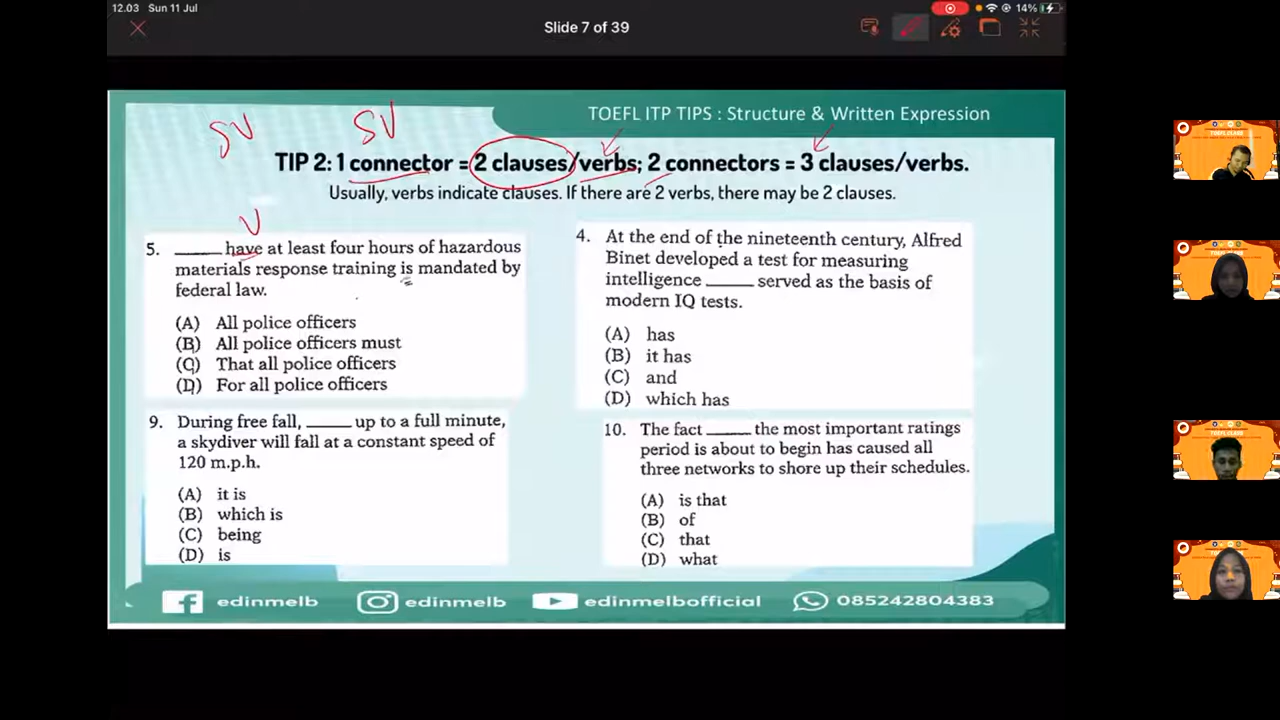 12.03 Sun 11 Jul
14%
Slide 7 of 39
TOEFL ITP TIPS : Structure & Written Expression
SV SV
TIP 2: 1 connector = 2 clauses/verbs; 2 connectors = 3 clauses/verbs.
Usually, verbs indicate clauses. If there are 2 verbs, there may be 2 clauses.
V
5. _____ have at least four hours of hazardous
materials response training is mandated by
federal law.
(A) All police officers
(B) All police officers must
(C) That all police officers
(D) For all police officers
4. At the end of the nineteenth century, Alfred
Binet developed a test for measuring
intelligence _____ served as the basis of
modern IQ tests.
(A) has
(B) it has
(C) and
(D) which has
9. During free fall, _____ up to a full minute,
a skydiver will fall at a constant speed of
120 m.p.h.
(A) it is
(B) which is
(C) being
(D) is
10. The fact _____ the most important ratings
period is about to begin has caused all
three networks to shore up their schedules.
(A) is that
(B) of
(C) that
(D) what
edinmelb edinmelb edinmelbofficial 085242804383